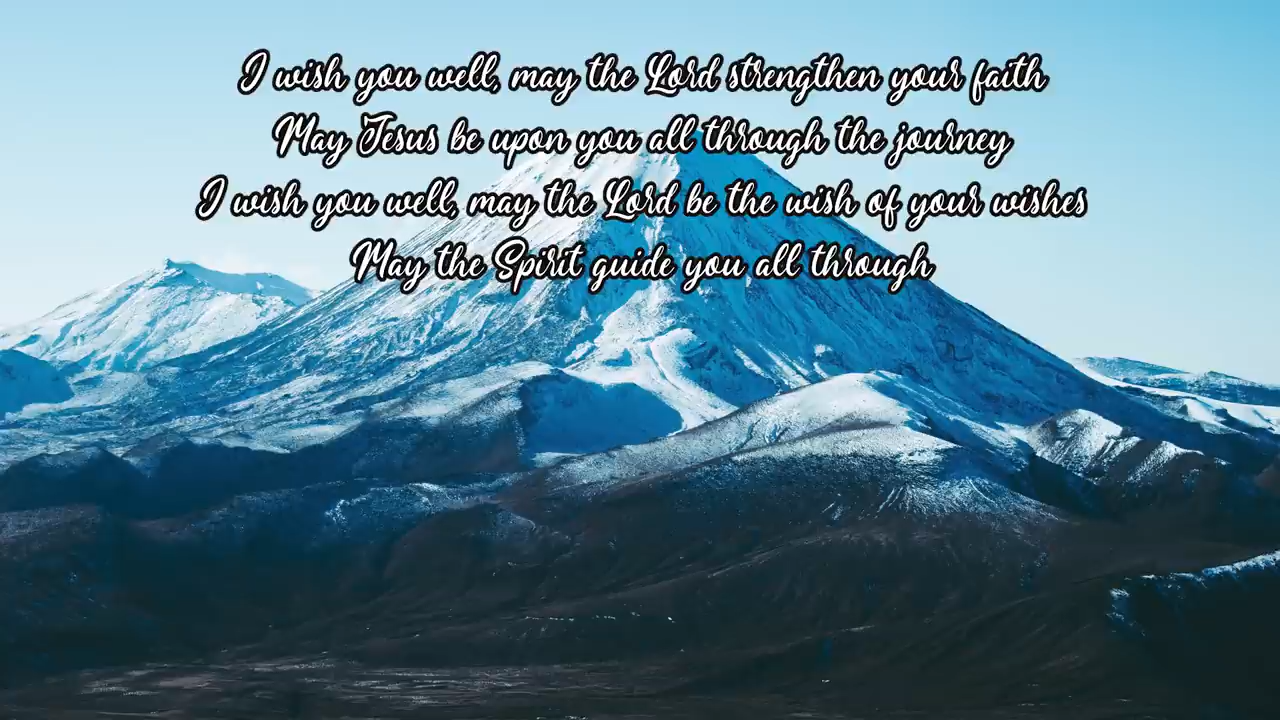 I wish you well, may the Lord strengthen your faith
May Jesus be upon you all through the journey
I wish you well, may the Lord be the wish of your wishes
May the Spirit guide you all through